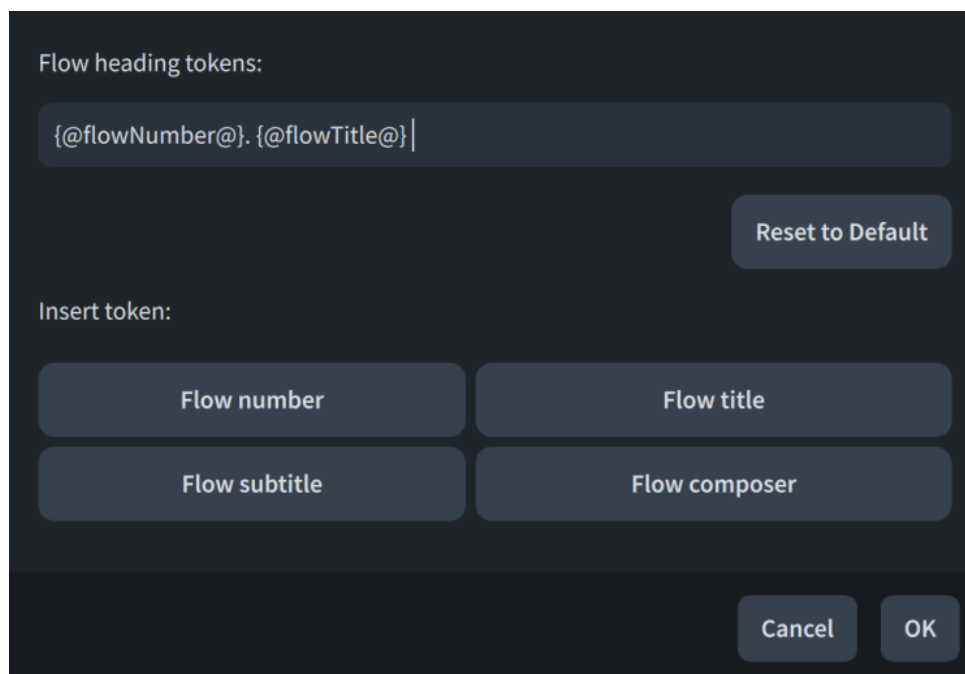 Flow heading tokens:
{@flowNumber@}. {@flowTitle@}
Reset to Default
Insert token:
Flow number
Flow title
Flow subtitle
Flow composer
Cancel
OK